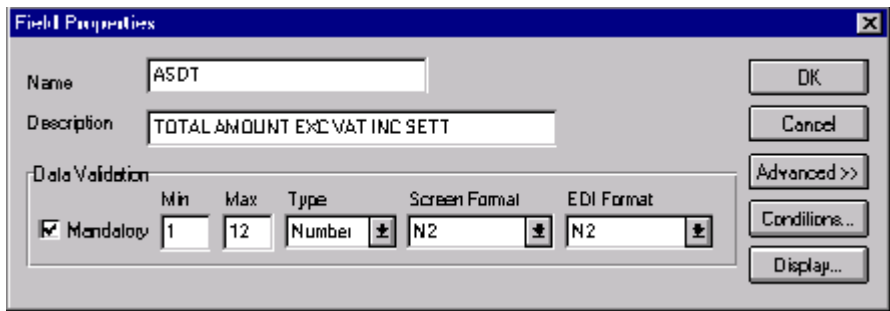 Field Properties
Name
ASDT
OK
Description
TOTAL AMOUNT EXC VAT INC SETT
Cancel
Data Validation
Advanced >>
Min Max Type Screen Format EDI Format
Mandatory 1 12 Number N2 N2
Conditions...
Display...